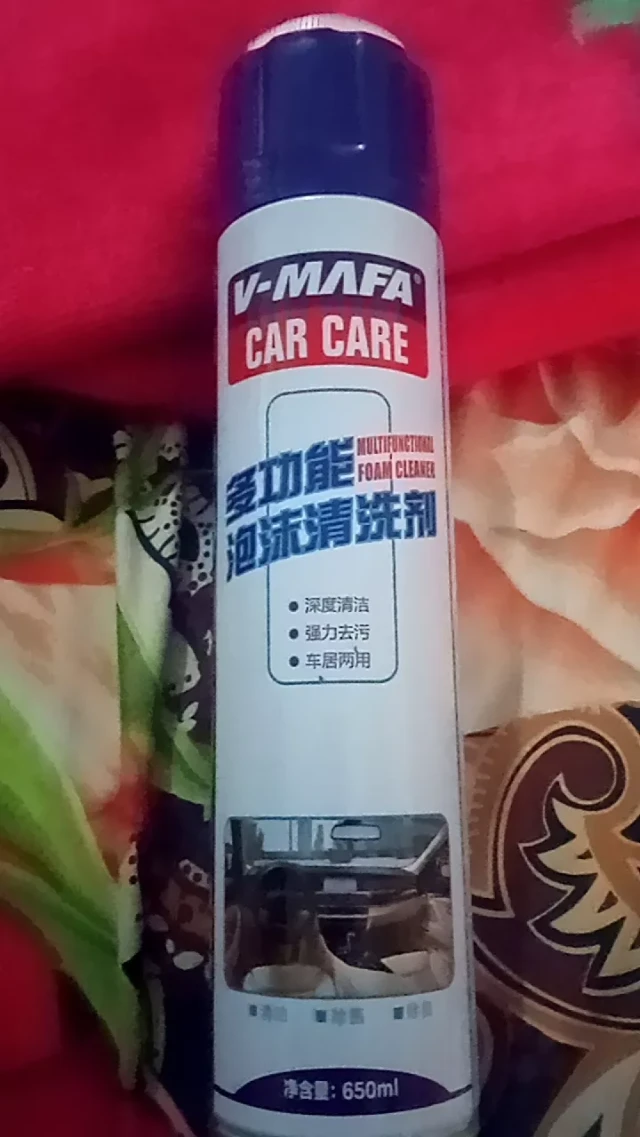 V-MAFA
CAR CARE
多功能
MULTIFUNCTIONAL
FOAM CLEANER
泡沫清洗剂
● 深度清洁
● 强力去污
● 车居两用
净含量: 650ml